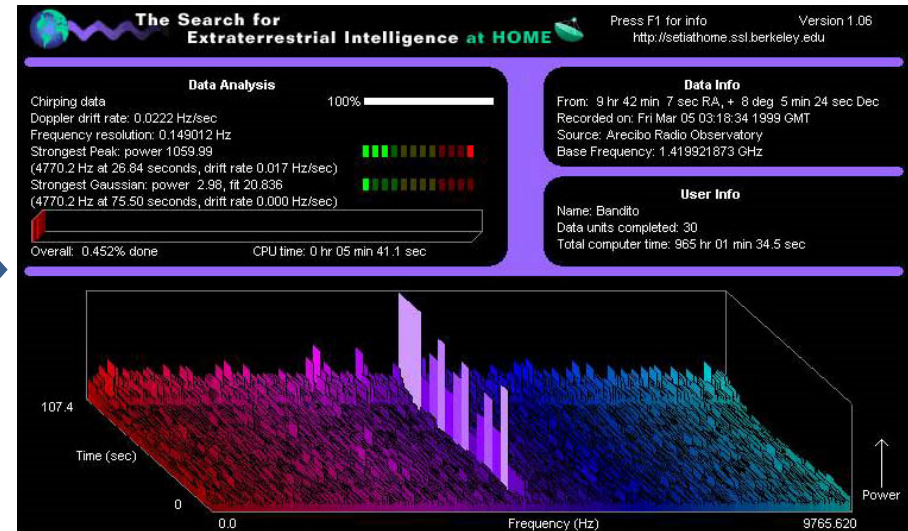 The Search for
Extraterrestrial Intelligence at HOME
Press F1 for info Version 1.06
http://setiathome.ssl.berkeley.edu
Data Analysis
Chirping data 100%
Doppler drift rate: 0.0222 Hz/sec
Frequency resolution: 0.149012 Hz
Strongest Peak: power 1059.99
(4770.2 Hz at 26.84 seconds, drift rate 0.017 Hz/sec)
Strongest Gaussian: power 2.98, fit 20.836
(4770.2 Hz at 75.50 seconds, drift rate 0.000 Hz/sec)
Overall: 0.452% done CPU time: 0 hr 05 min 41.1 sec
Data Info
From: 9 hr 42 min 7 sec RA, + 8 deg 5 min 24 sec Dec
Recorded on: Fri Mar 05 03:18:34 1999 GMT
Source: Arecibo Radio Observatory
Base Frequency: 1.419921873 GHz
User Info
Name: Bandito
Data units completed: 30
Total computer time: 965 hr 01 min 34.5 sec
107.4
Time (sec)
0
0.0 Frequency (Hz) 9765.620
Power